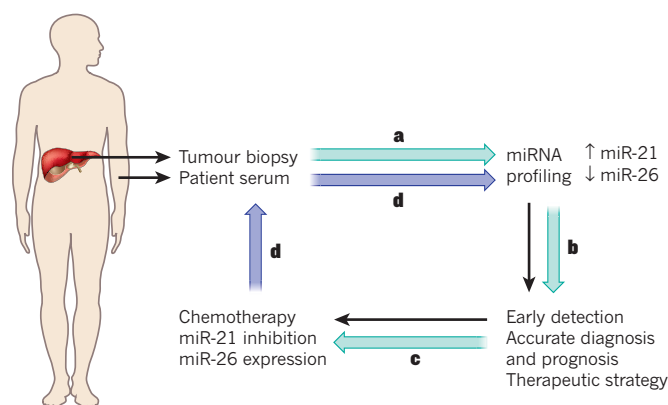 a
Tumour biopsy
Patient serum
d
miRNA
profiling
↑ miR-21
↓ miR-26
d
b
Chemotherapy
miR-21 inhibition
miR-26 expression
c
Early detection
Accurate diagnosis
and prognosis
Therapeutic strategy